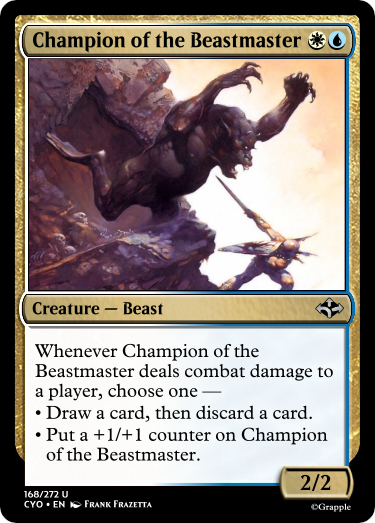 Champion of the Beastmaster
Creature — Beast
Whenever Champion of the
Beastmaster deals combat damage to
a player, choose one —
• Draw a card, then discard a card.
• Put a +1/+1 counter on Champion
of the Beastmaster.
2/2
168/272 U
CYO • EN Frank Frazetta
©Grapple